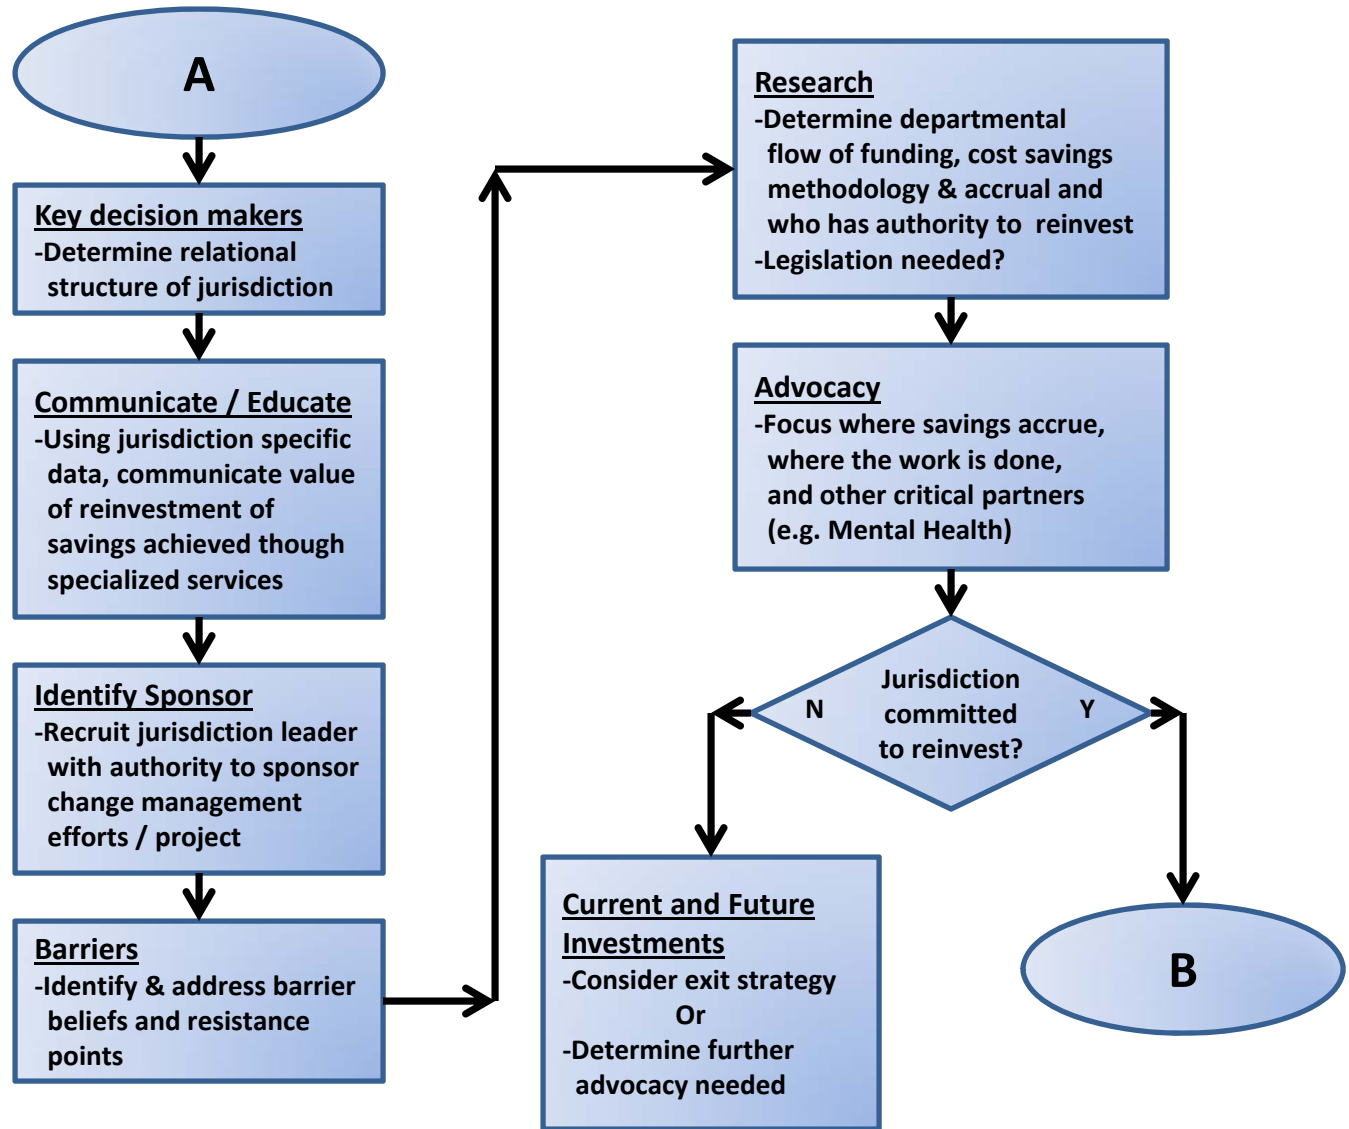 A
Key decision makers
-Determine relational
structure of jurisdiction
Communicate / Educate
-Using jurisdiction specific
data, communicate value
of reinvestment of
savings achieved though
specialized services
Identify Sponsor
-Recruit jurisdiction leader
with authority to sponsor
change management
efforts / project
Barriers
-Identify & address barrier
beliefs and resistance
points
Research
-Determine departmental
flow of funding, cost savings
methodology & accrual and
who has authority to reinvest
-Legislation needed?
Advocacy
-Focus where savings accrue,
where the work is done,
and other critical partners
(e.g. Mental Health)
Jurisdiction
N committed Y
to reinvest?
Current and Future
Investments
-Consider exit strategy
Or
-Determine further
advocacy needed
B